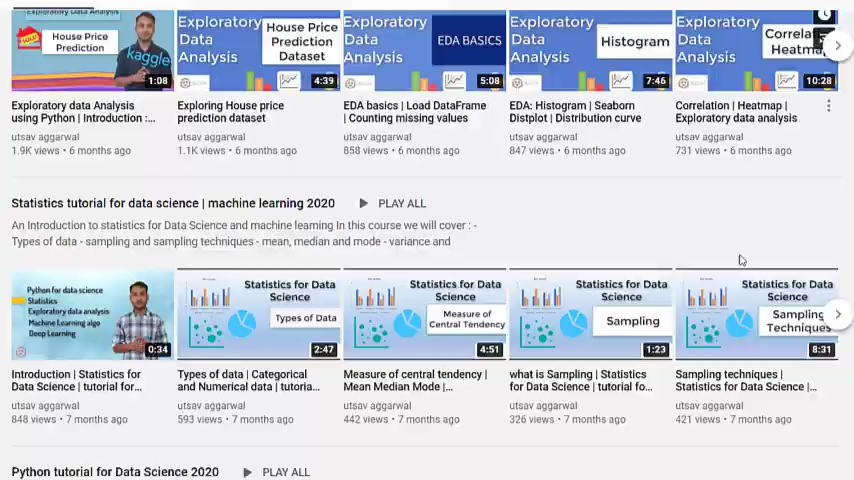 Exploratory Data Analysis
House Price
Prediction
kaggle
SOLD
1:08
Exploratory
Data
Analysis
House Price
Prediction
Dataset
4:39
Exploratory
Data
Analysis
EDA BASICS
5:08
Exploratory
Data
Analysis
Histogram
7:46
Exploratory
Data
Analysis
10:28
Exploratory data Analysis
using Python | Introduction :...
utsav aggarwal
1.9K views • 6 months ago
Exploring House price
prediction dataset
utsav aggarwal
1.1K views • 6 months ago
EDA basics | Load DataFrame
| Counting missing values
utsav aggarwal
858 views • 6 months ago
EDA: Histogram | Seaborn
Distplot | Distribution curve
utsav aggarwal
847 views • 6 months ago
Correlation | Heatmap |
Exploratory data analysis
utsav aggarwal
731 views • 6 months ago
Statistics tutorial for data science | machine learning 2020 PLAY ALL
An Introduction to statistics for Data Science and machine learning In this course we will cover : -
Types of data - sampling and sampling techniques - mean, median and mode - variance and
Python for data science
Statistics
Exploratory data analysis
Machine Learning algo
Deep Learning
0:34
Statistics for Data
Science
Types of Data
2:47
Statistics for Data
Science
Measure of
Central Tendency
4:51
Statistics for Data
Science
Sampling
1:23
Statistics for Data
Science
Sampling
Techniques
8:31
Introduction | Statistics for
Data Science | tutorial for...
utsav aggarwal
848 views • 7 months ago
Types of data | Categorical
and Numerical data | tutoria...
utsav aggarwal
593 views • 7 months ago
Measure of central tendency |
Mean Median Mode |...
utsav aggarwal
442 views • 7 months ago
what is Sampling | Statistics
for Data Science | tutorial fo...
utsav aggarwal
326 views • 7 months ago
Sampling techniques |
Statistics for Data Science |...
utsav aggarwal
421 views • 7 months ago
Python tutorial for Data Science 2020 PLAY ALL